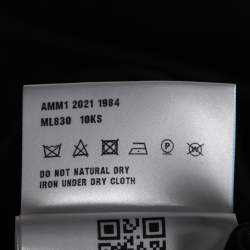 AMM1 2021 1984
ML830 10KS
P
DO NOT NATURAL DRY
IRON UNDER DRY CLOTH